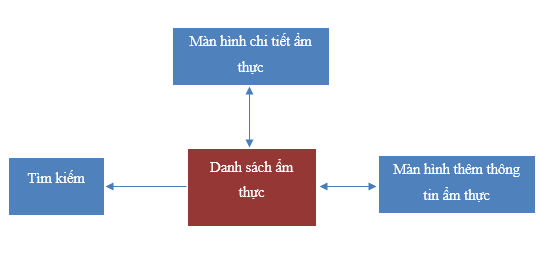 Màn hình chi tiết ẩm
thực
Tìm kiếm
Danh sách ẩm
thực
Màn hình thêm thông
tin ẩm thực